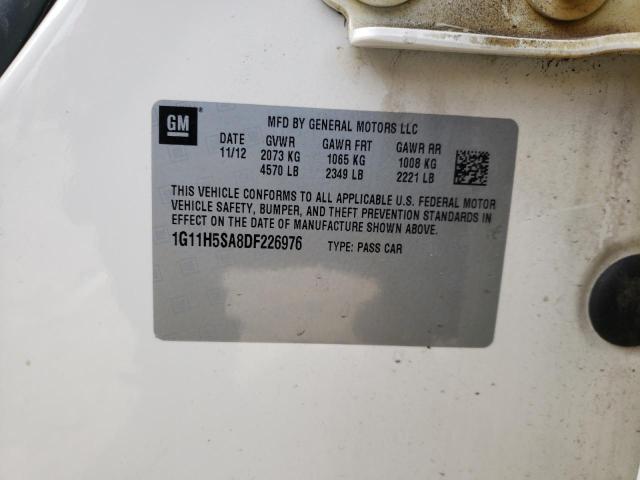 GM
MFD BY GENERAL MOTORS LLC
DATE GVWR GAWR FRT GAWR RR
11/12 2073 KG 1065 KG 1008 KG
4570 LB 2349 LB 2221 LB
THIS VEHICLE CONFORMS TO ALL APPLICABLE U.S. FEDERAL MOTOR
VEHICLE SAFETY, BUMPER, AND THEFT PREVENTION STANDARDS IN
EFFECT ON THE DATE OF MANUFACTURE SHOWN ABOVE.
1G11H5SA8DF226976 TYPE: PASS CAR